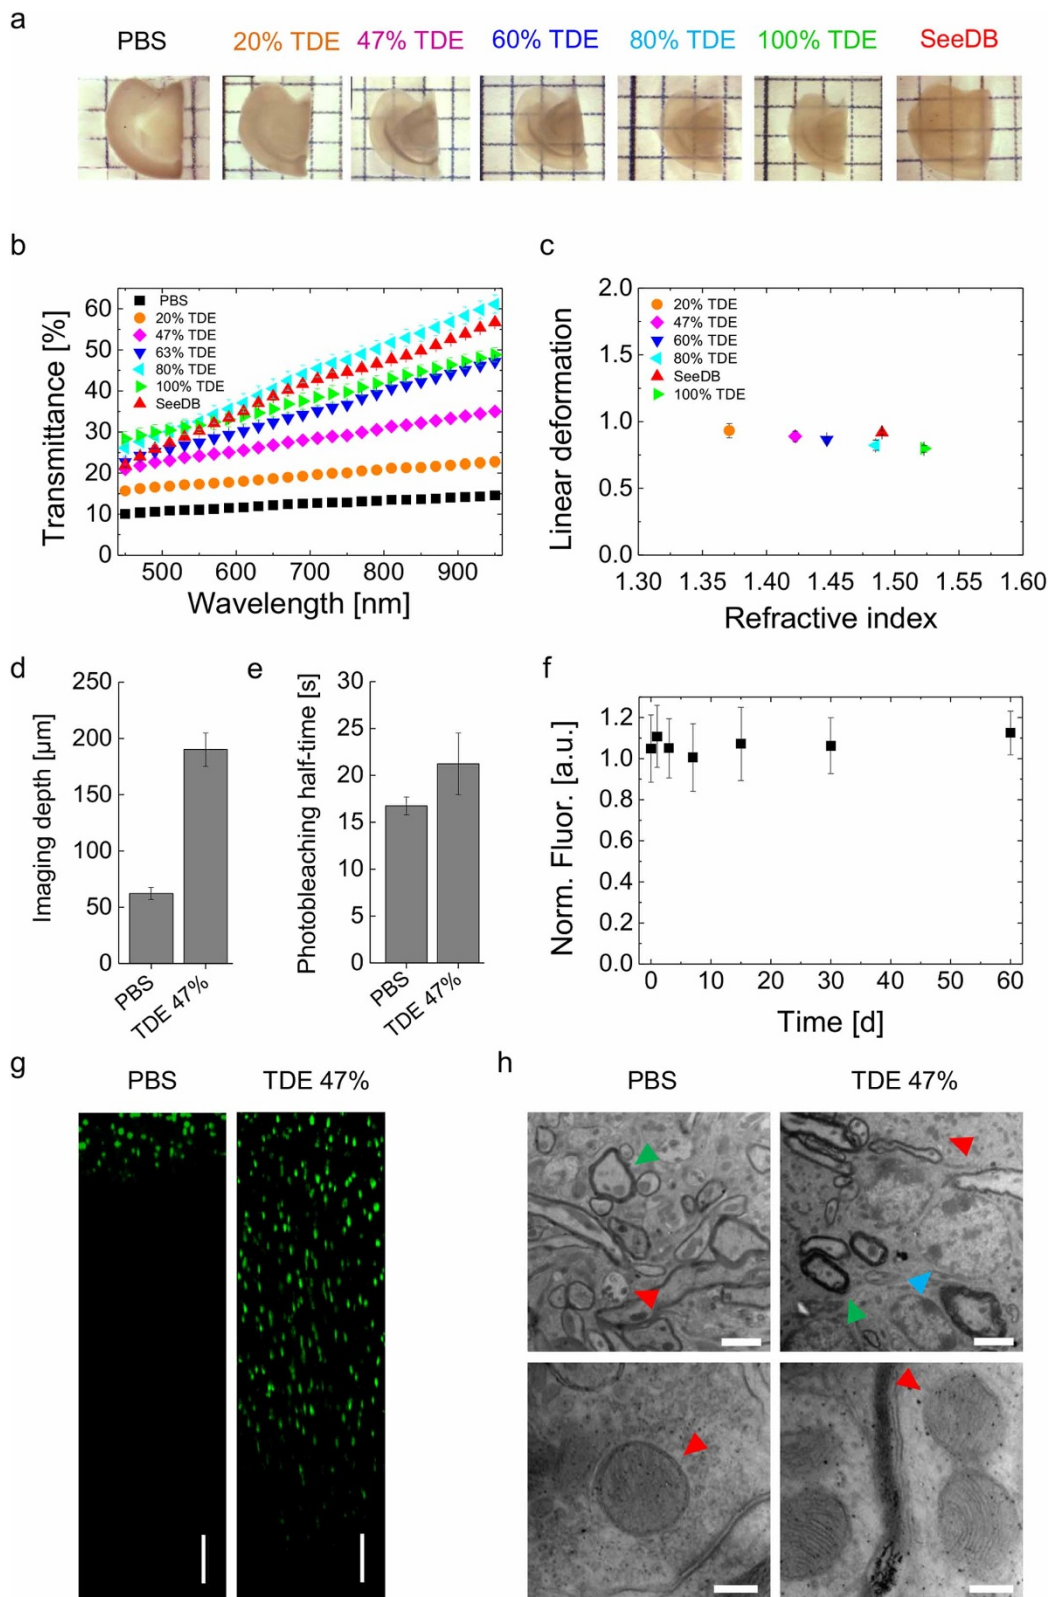 a
PBS 20% TDE 47% TDE 60% TDE 80% TDE 100% TDE SeeDB
b
Transmittance [%]
60
50
40
30
20
10
0
PBS
20% TDE
47% TDE
63% TDE
80% TDE
100% TDE
SeeDB
500 600 700 800 900
Wavelength [nm]
c
Linear deformation
2.0
1.5
1.0
0.5
0.0
20% TDE
47% TDE
60% TDE
80% TDE
SeeDB
100% TDE
1.30 1.35 1.40 1.45 1.50 1.55 1.60
Refractive index
d
Imaging depth [µm]
250
200
150
100
50
0
PBS
TDE 47%
e
Photobleaching half-time [s]
30
25
20
15
10
5
0
PBS
TDE 47%
f
Norm. Fluor. [a.u.]
1.2
1.0
0.8
0.6
0.4
0.2
0.0
0 10 20 30 40 50 60
Time [d]
g
PBS TDE 47%
h
PBS TDE 47%